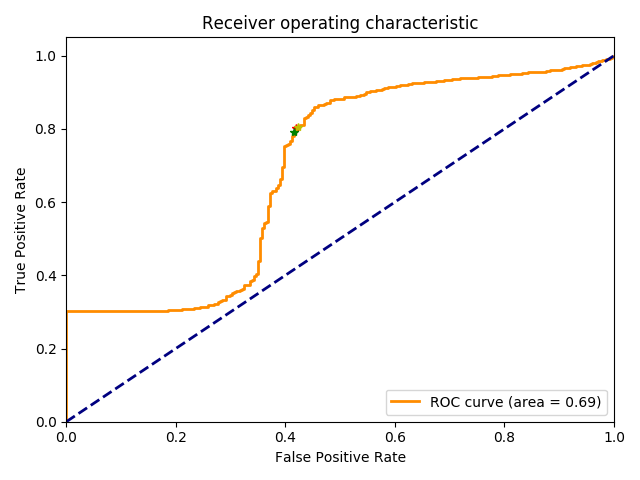 Receiver operating characteristic
1.0
0.8
0.6
0.4
0.2
0.0
True Positive Rate
0.0 0.2 0.4 0.6 0.8 1.0
False Positive Rate
ROC curve (area = 0.69)